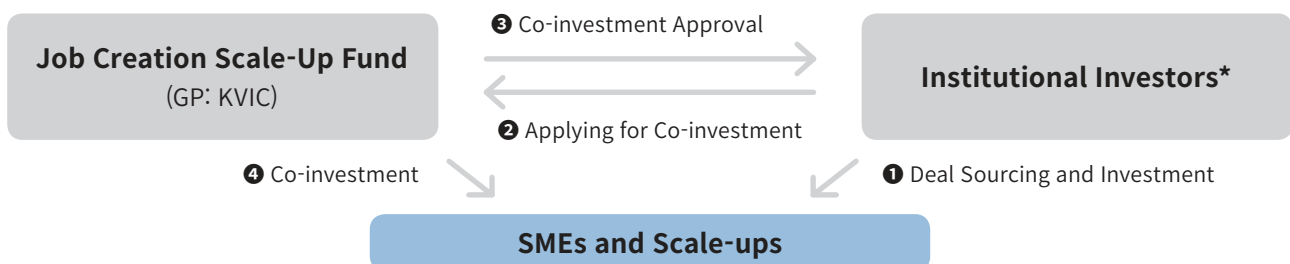 ❸ Co-investment Approval
Job Creation Scale-Up Fund
(GP: KVIC)
Institutional Investors*
❷ Applying for Co-investment
❹ Co-investment
❶ Deal Sourcing and Investment
SMEs and Scale-ups